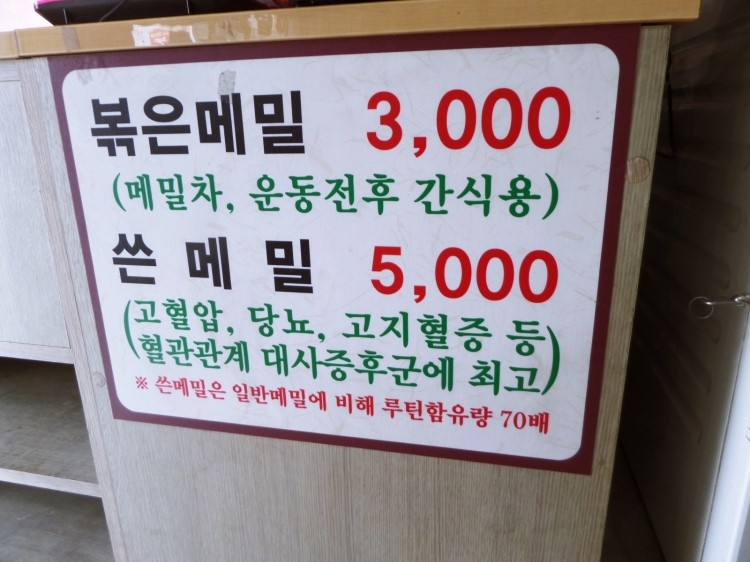 볶은메밀 3,000
(메밀차, 운동전후 간식용)
쓴 메 밀 5,000
(고혈압, 당뇨, 고지혈증 등
혈관관계 대사증후군에 최고)
※ 쓴메밀은 일반메밀에 비해 루틴함유량 70배